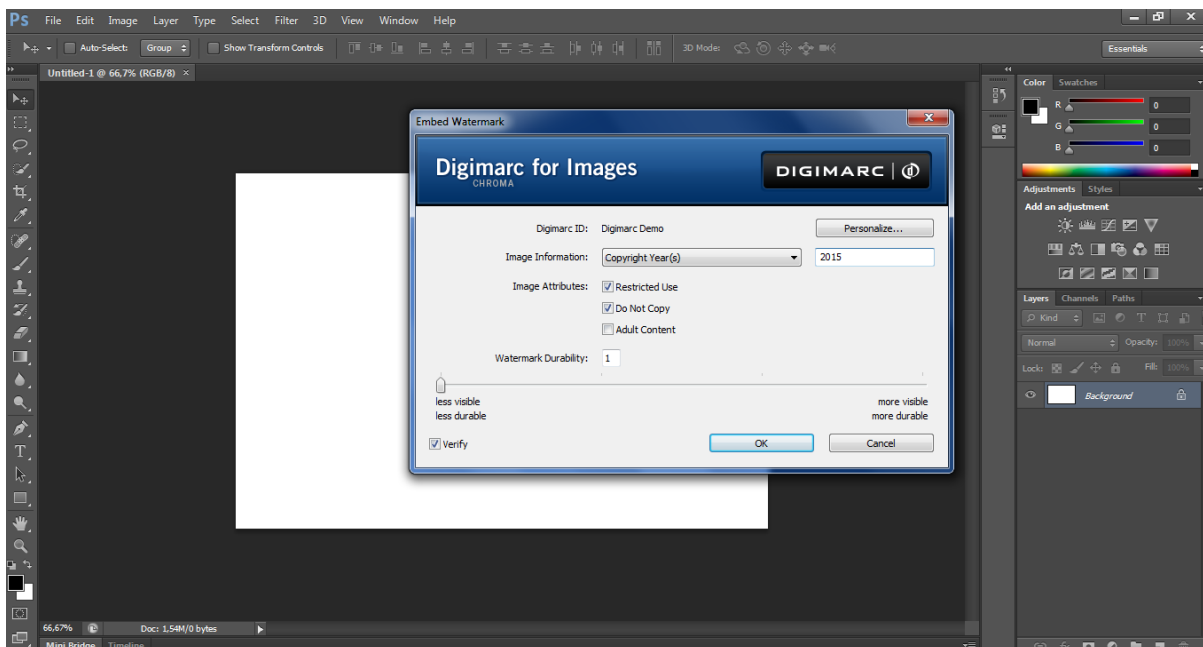 Ps File Edit Image Layer Type Select Filter 3D View Window Help
Auto-Select: Group Show Transform Controls 3D Mode: Essentials
Untitled-1 @ 66,7% (RGB/8) ×
Color Swatches
R 0
G 0
B 0
Adjustments Styles
Add an adjustment
Layers Channels Paths
Kind
Normal Opacity: 100%
Lock: Fill: 100%
Background
Embed Watermark
Digimarc for Images
CHROMA
DIGIMARC
Digimarc ID: Digimarc Demo Personalize...
Image Information: Copyright Year(s) 2015
Image Attributes: Restricted Use
Do Not Copy
Adult Content
Watermark Durability: 1
less visible more visible
less durable more durable
Verify OK Cancel
66,67% Doc: 1,54M/0 bytes
Mini Bridge Timeline